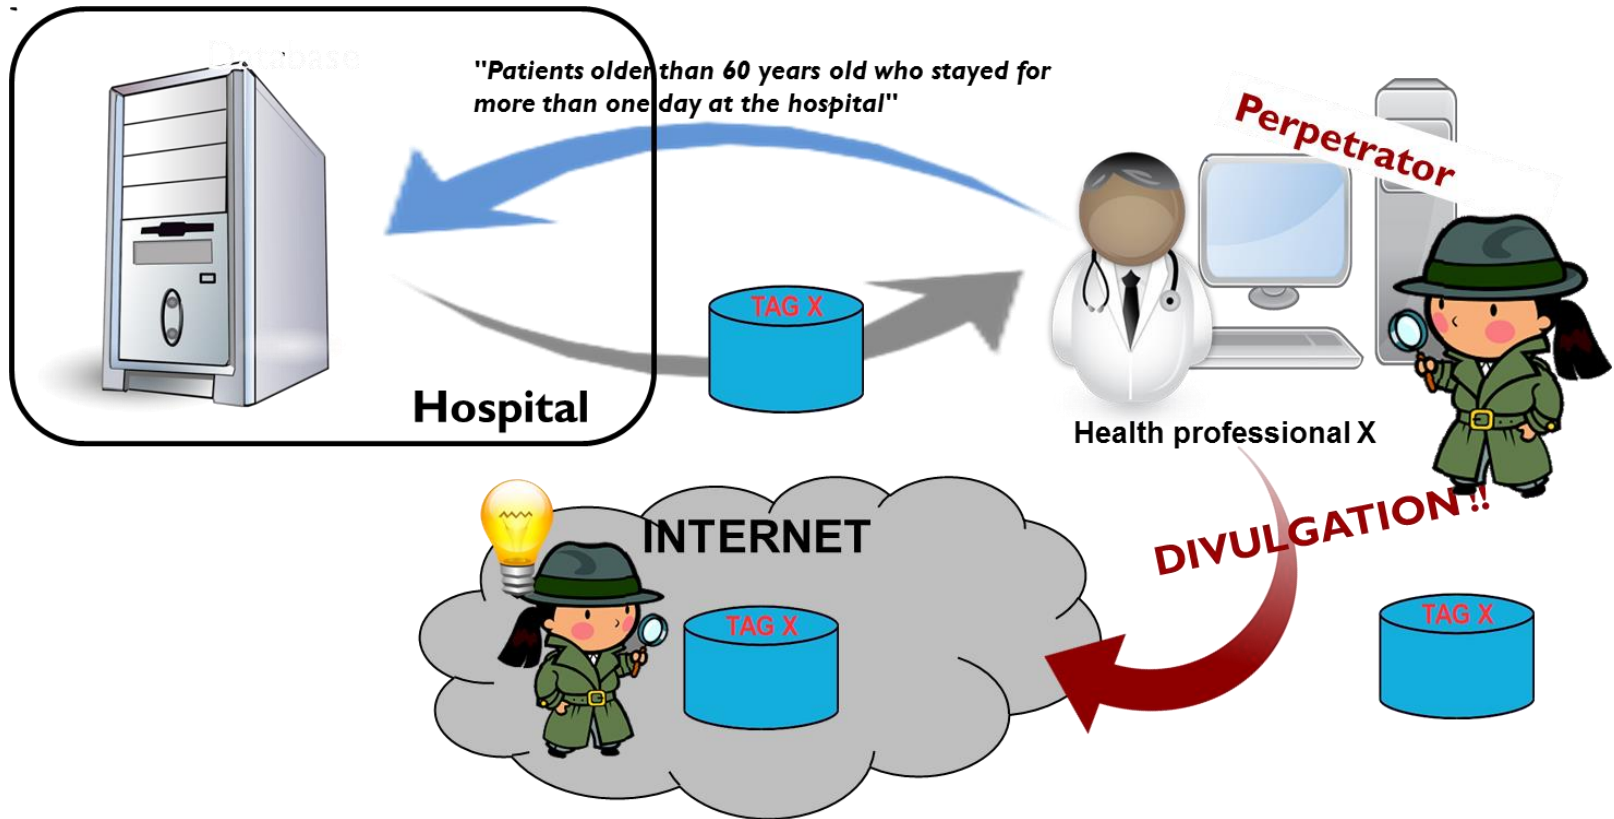 Database
"Patients older than 60 years old who stayed for
more than one day at the hospital"
Perpetrator
TAG X
Hospital
Health professional X
DIVULGATION !!
INTERNET
TAG X
TAG X